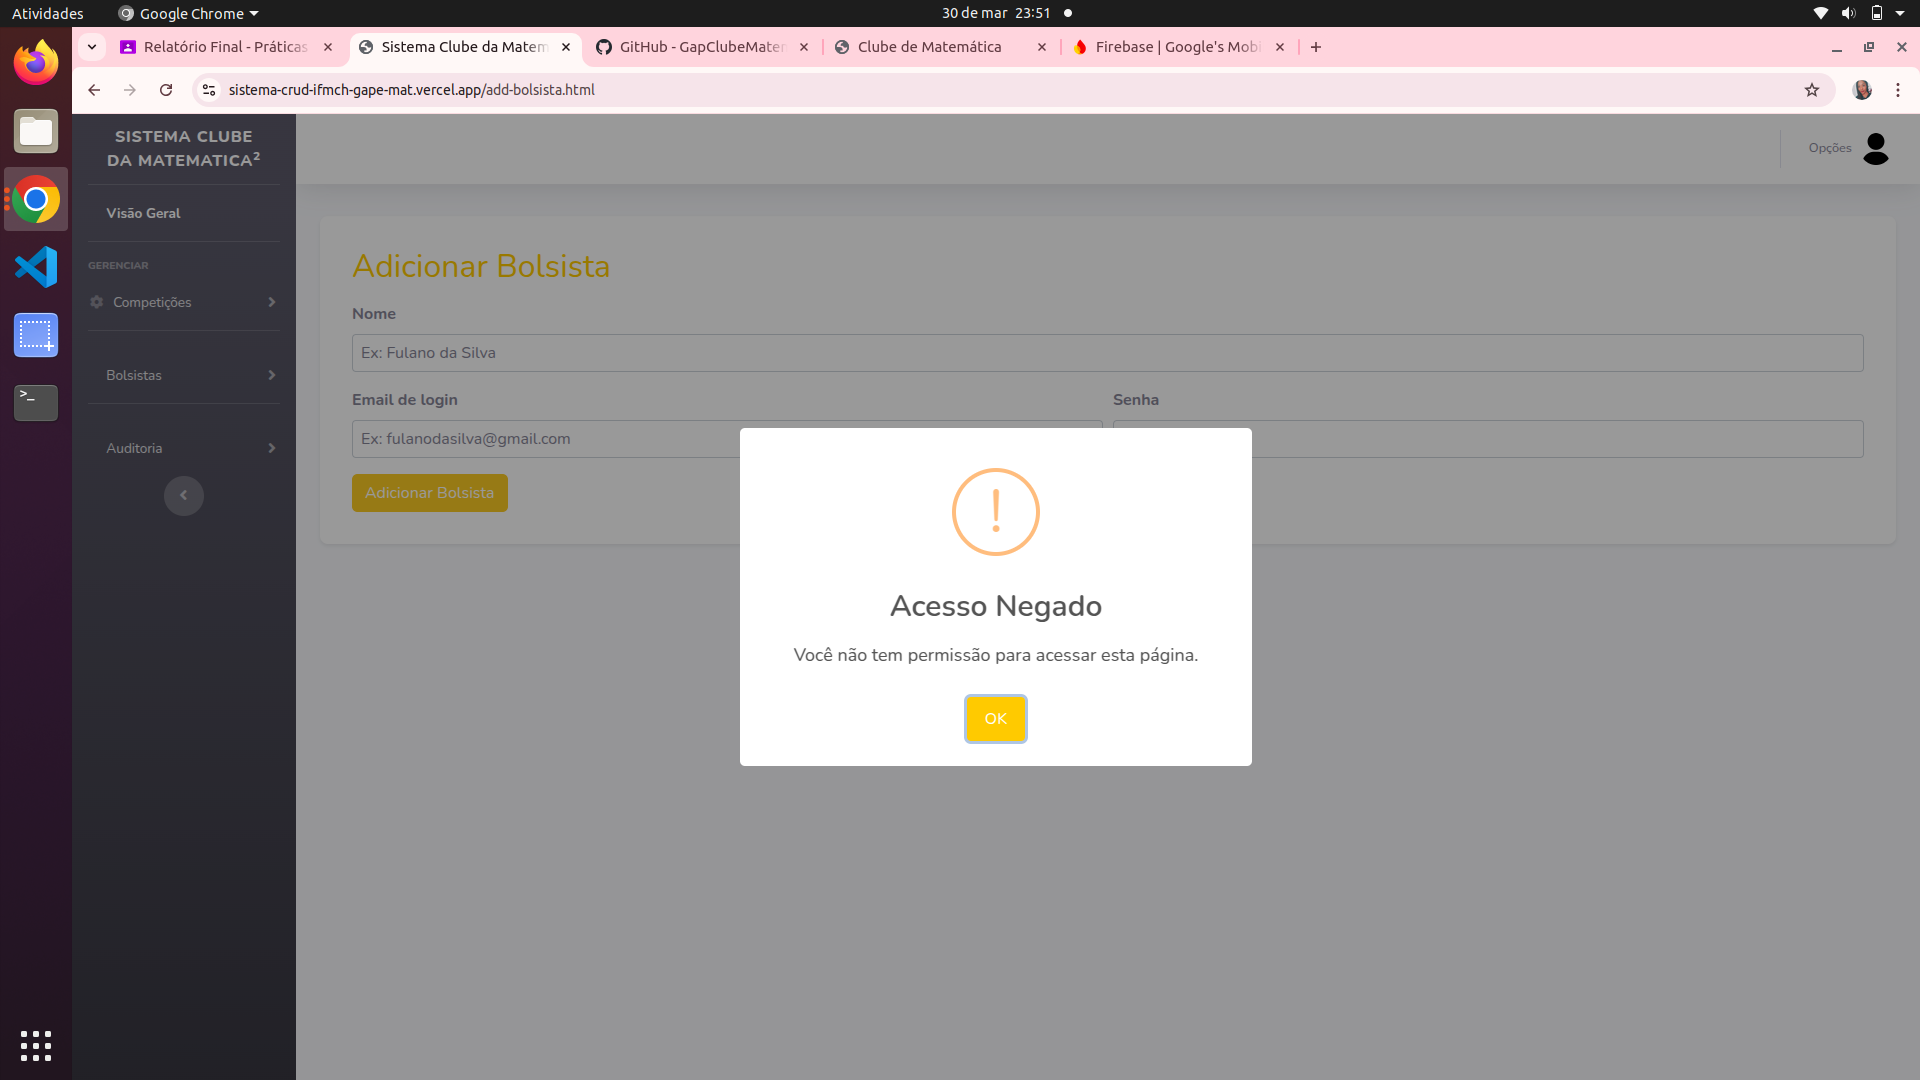 Atividades
Google Chrome
30 de mar 23:51
Relatório Final - Práticas
Sistema Clube da Matem
GitHub - GapClubeMaten
Clube de Matemática
Firebase | Google's Mobi
sistema-crud-ifmch-gape-mat.vercel.app/add-bolsista.html
SISTEMA CLUBE
DA MATEMATICA²
Opções
Visão Geral
GERENCIAR
Competições
Bolsistas
Auditoria
Adicionar Bolsista
Nome
Ex: Fulano da Silva
Email de login
Senha
Ex: fulanodasilva@gmail.com
Adicionar Bolsista
!
Acesso Negado
Você não tem permissão para acessar esta página.
OK